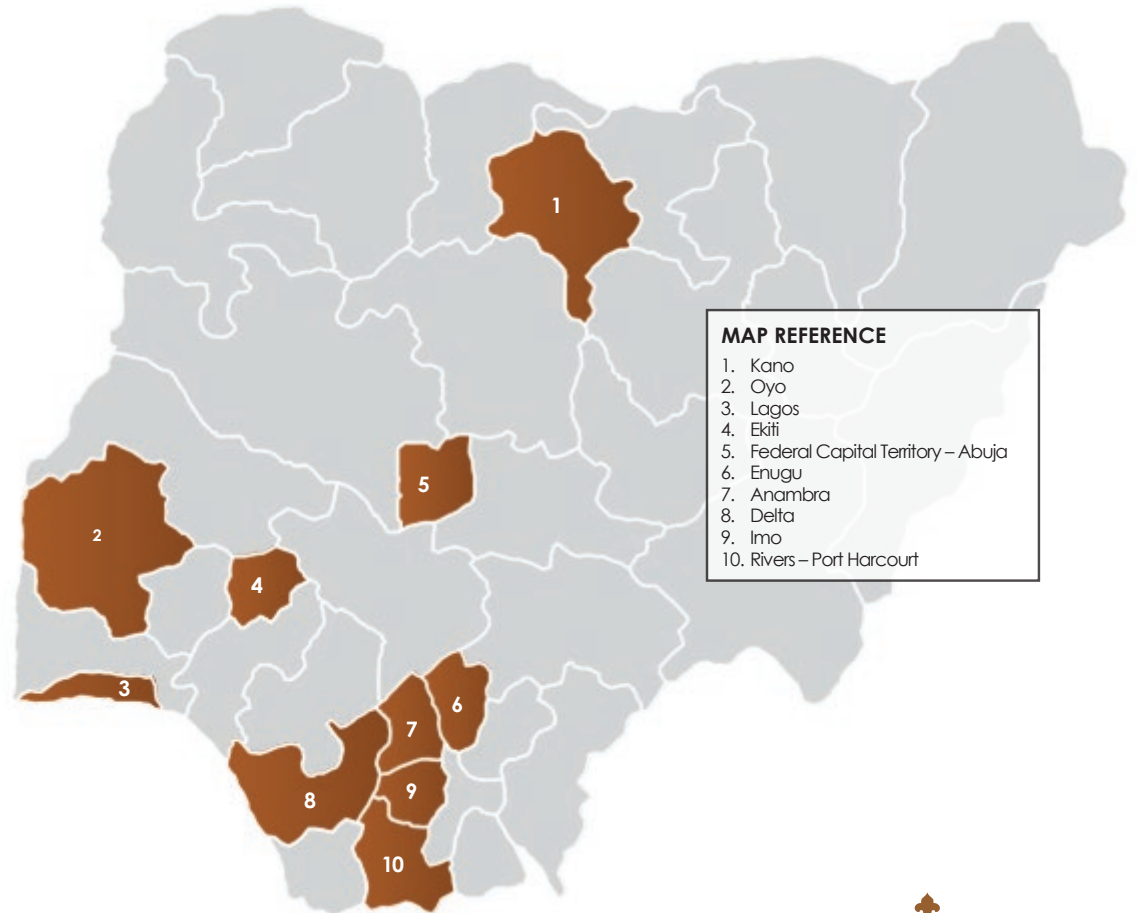 1
MAP REFERENCE
1. Kano
2. Oyo
3. Lagos
4. Ekiti
5. Federal Capital Territory – Abuja
6. Enugu
7. Anambra
8. Delta
9. Imo
10. Rivers – Port Harcourt
5
2
4
3
6
7
9
8
10